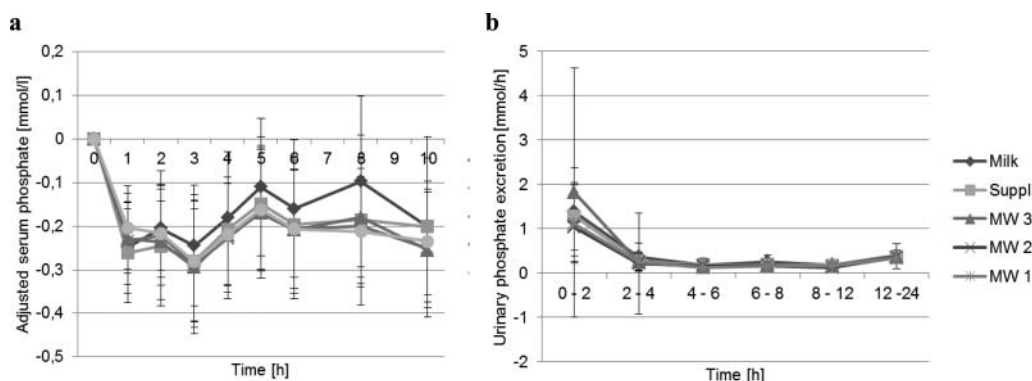 a
Adjusted serum phosphate [mmol/l]
0,2
0,1
0
-0,1
-0,2
-0,3
-0,4
-0,5
0 1 2 3 4 5 6 7 8 9 10
Time [h]
b
Urinary phosphate excretion[mmol/h]
5
4
3
2
1
0
-1
-2
0 - 2 2 - 4 4 - 6 6 - 8 8 - 12 12 -24
Time [h]
Milk
Suppl
MW 3
MW 2
MW 1